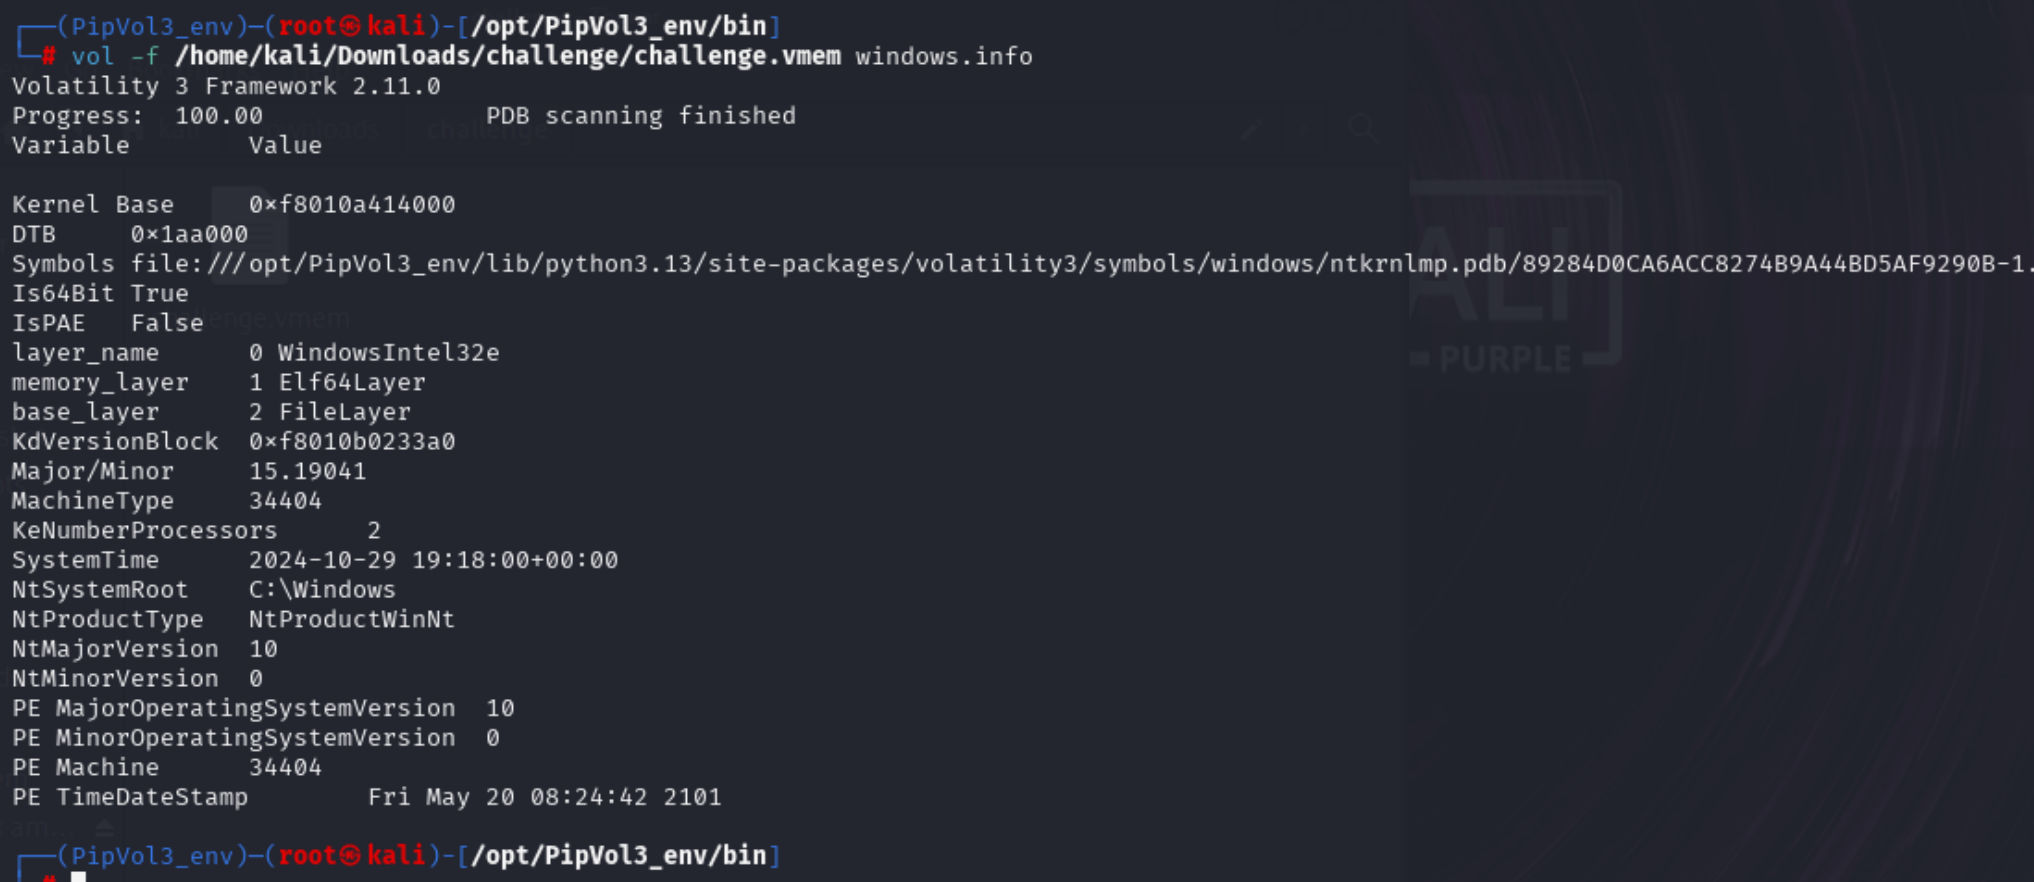 (PipVol3_env)─(root㉿kali)-[/opt/PipVol3_env/bin]
# vol -f /home/kali/Downloads/challenge/challenge.vmem windows.info
Volatility 3 Framework 2.11.0
Progress:  100.00               PDB scanning finished
Variable        Value

Kernel Base     0×f8010a414000
DTB     0×1aa000
Symbols file:///opt/PipVol3_env/lib/python3.13/site-packages/volatility3/symbols/windows/ntkrnlmp.pdb/89284D0CA6ACC8274B9A44BD5AF9290B-1.
Is64Bit True
IsPAE   False
layer_name      0 WindowsIntel32e
memory_layer    1 Elf64Layer
base_layer      2 FileLayer
KdVersionBlock  0×f8010b0233a0
Major/Minor     15.19041
MachineType     34404
KeNumberProcessors      2
SystemTime      2024-10-29 19:18:00+00:00
NtSystemRoot    C:\Windows
NtProductType   NtProductWinNt
NtMajorVersion  10
NtMinorVersion  0
PE MajorOperatingSystemVersion  10
PE MinorOperatingSystemVersion  0
PE Machine      34404
PE TimeDateStamp        Fri May 20 08:24:42 2101

(PipVol3_env)─(root㉿kali)-[/opt/PipVol3_env/bin]
#
challenge
ALI
PURPLE